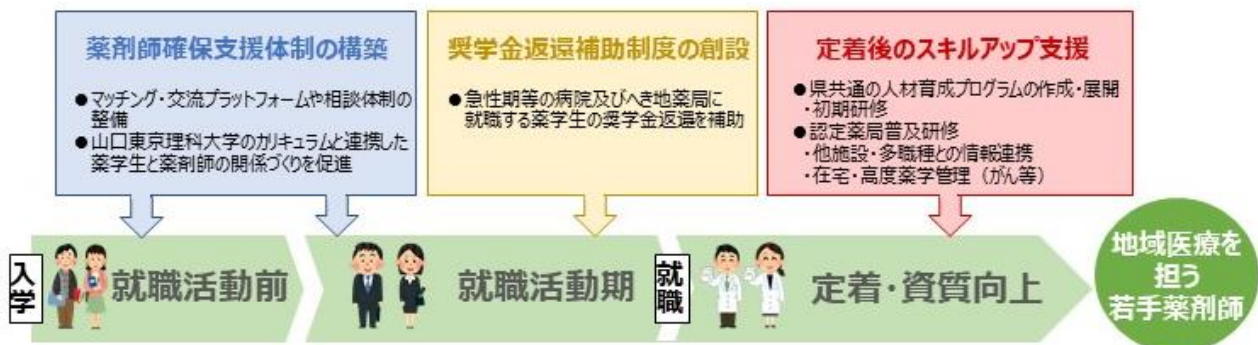 薬剤師確保支援体制の構築
●マッチング・交流プラットフォームや相談体制の
整備
●山口東京理科大学のカリキュラムと連携した
薬学生と薬剤師の関係づくりを促進
奨学金返還補助制度の創設
●急性期等の病院及びへき地薬局に
就職する薬学生の奨学金返還を補助
定着後のスキルアップ支援
●県共通の人材育成プログラムの作成・展開
・初期研修
●認定薬局普及研修
・他施設・多職種との情報連携
・在宅・高度薬学管理（がん等）
入学
就職活動前
就職活動期
就職
定着・資質向上
地域医療を
担う
若手薬剤師